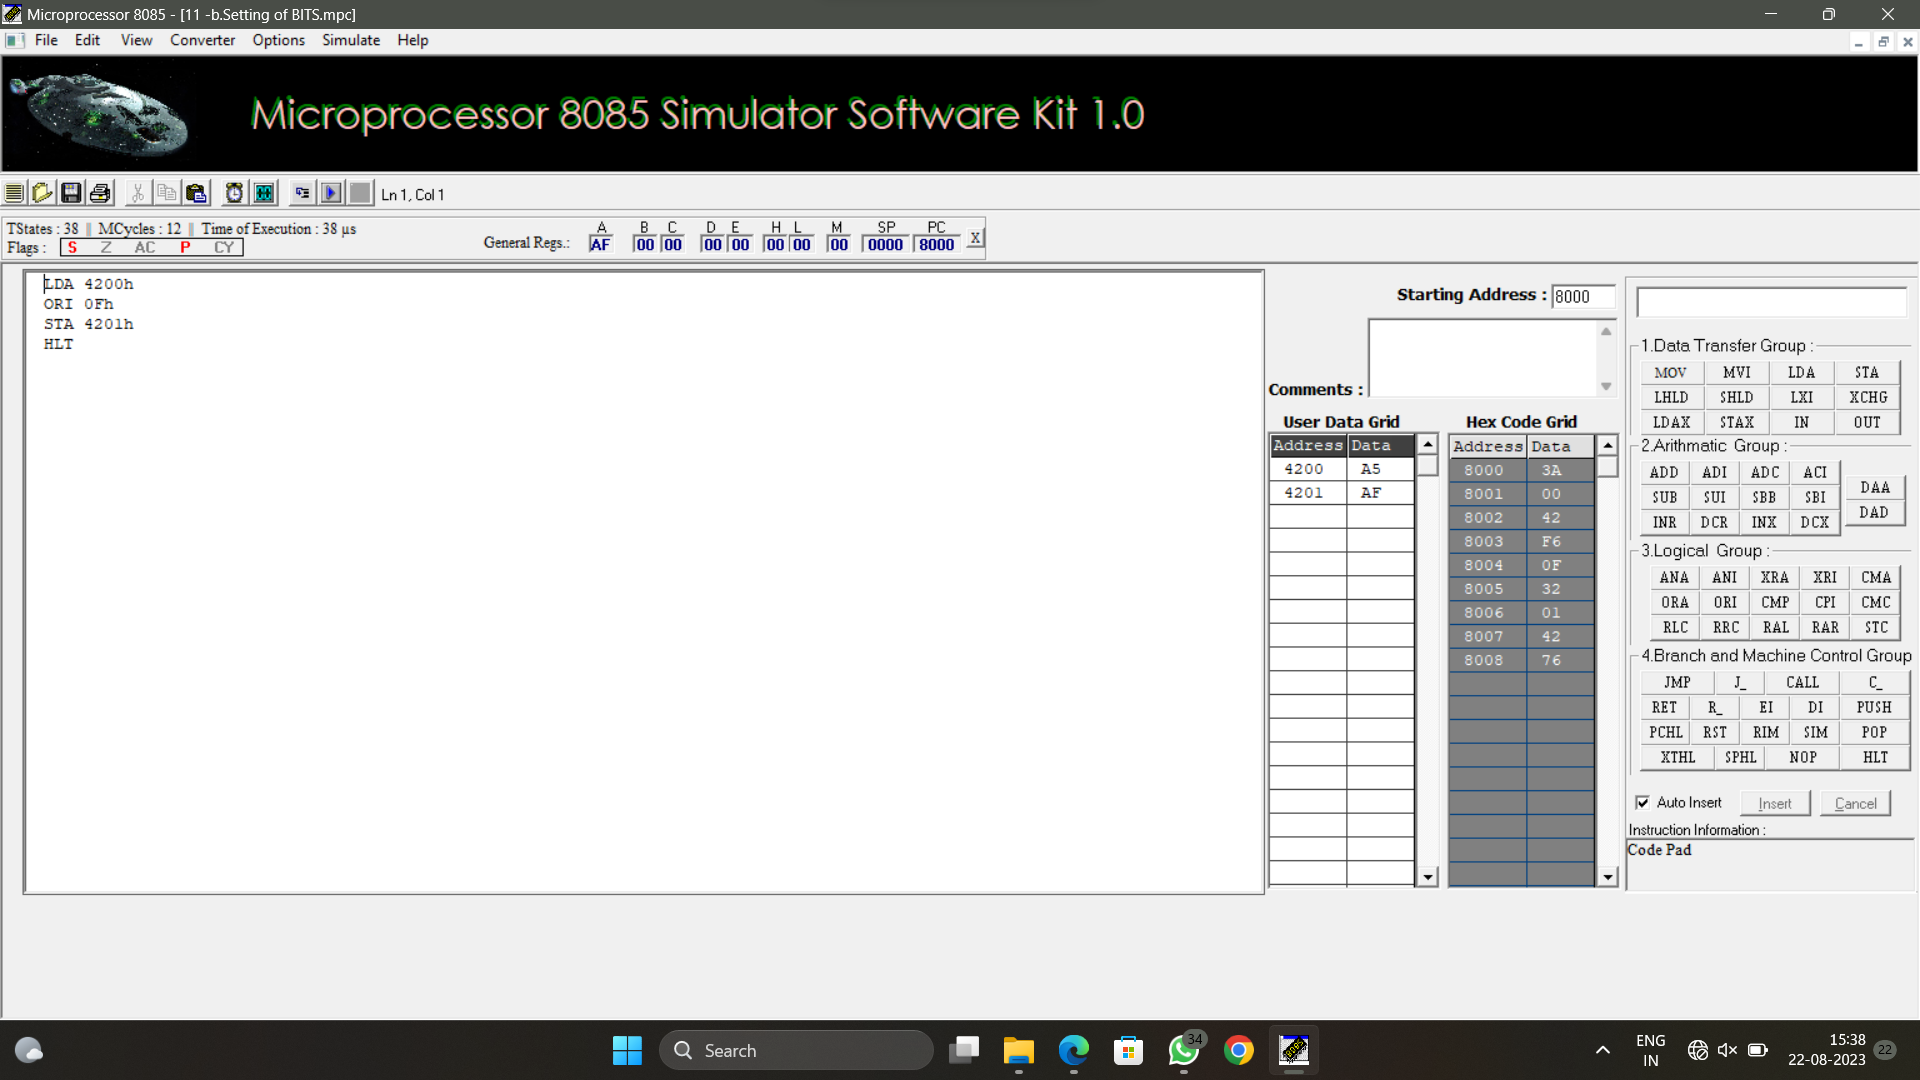 Microprocessor 8085 - [11 -b.Setting of BITS.mpc]
File Edit View Converter Options Simulate Help
Microprocessor 8085 Simulator Software Kit 1.0
Ln 1, Col 1
TStates : 38 || MCycles : 12 || Time of Execution : 38 µs
Flags : S Z AC P CY
General Regs.:
A B C D E H L M SP PC
AF 00 00 00 00 00 00 00 0000 8000 X
LDA 4200h
ORI 0Fh
STA 4201h
HLT
Starting Address : 8000
Comments :
User Data Grid
Address Data
4200 A5
4201 AF
Hex Code Grid
Address Data
8000 3A
8001 00
8002 42
8003 F6
8004 0F
8005 32
8006 01
8007 42
8008 76
1.Data Transfer Group :
MOV MVI LDA STA
LHLD SHLD LXI XCHG
LDAX STAX IN OUT
2.Arithmatic Group :
ADD ADI ADC ACI
SUB SUI SBB SBI
INR DCR INX DCX
DAA
DAD
3.Logical Group :
ANA ANI XRA XRI CMA
ORA ORI CMP CPI CMC
RLC RRC RAL RAR STC
4.Branch and Machine Control Group
JMP J_ CALL C_
RET R_ EI DI PUSH
PCHL RST RIM SIM POP
XTHL SPHL NOP HLT
Auto Insert Insert Cancel
Instruction Information :
Code Pad
Search
34
ENG
IN
15:38
22-08-2023
22